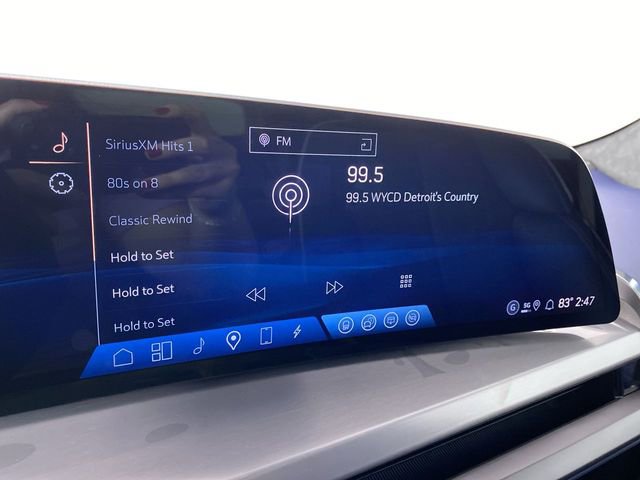 SiriusXM Hits 1
80s on 8
Classic Rewind
Hold to Set
Hold to Set
Hold to Set
FM
99.5
99.5 WYCD Detroit's Country
G 5G 83° 2:47